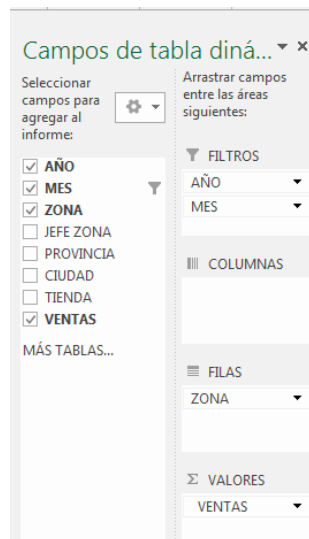 Campos de tabla diná...
Seleccionar
campos para
agregar al
informe:
AÑO
MES
ZONA
JEFE ZONA
PROVINCIA
CIUDAD
TIENDA
VENTAS
MÁS TABLAS...
Arrastrar campos
entre las áreas
siguientes:
FILTROS
AÑO
MES
COLUMNAS
FILAS
ZONA
Σ VALORES
VENTAS